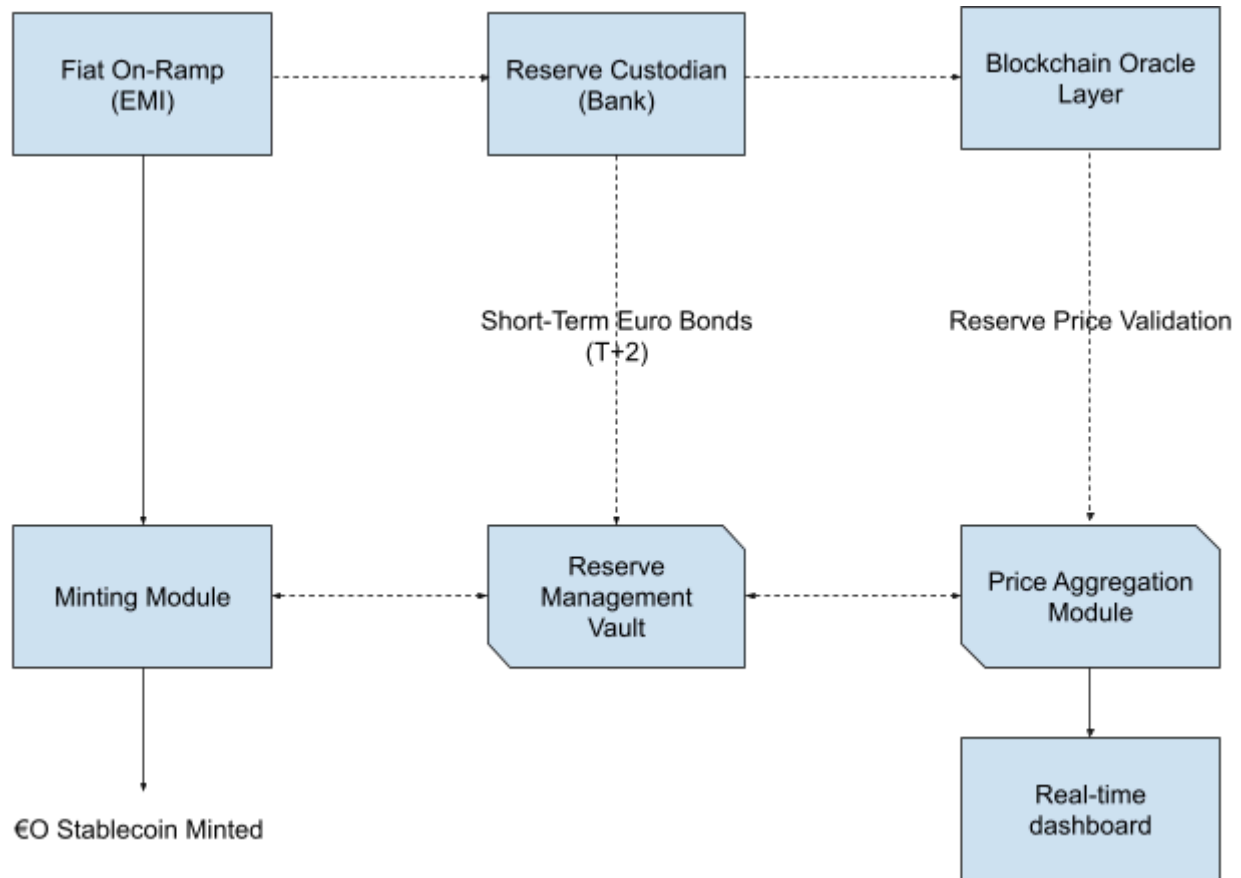 Fiat On-Ramp
(EMI)
Reserve Custodian
(Bank)
Blockchain Oracle
Layer
Short-Term Euro Bonds
(T+2)
Reserve Price Validation
Minting Module
Reserve
Management
Vault
Price Aggregation
Module
€O Stablecoin Minted
Real-time
dashboard